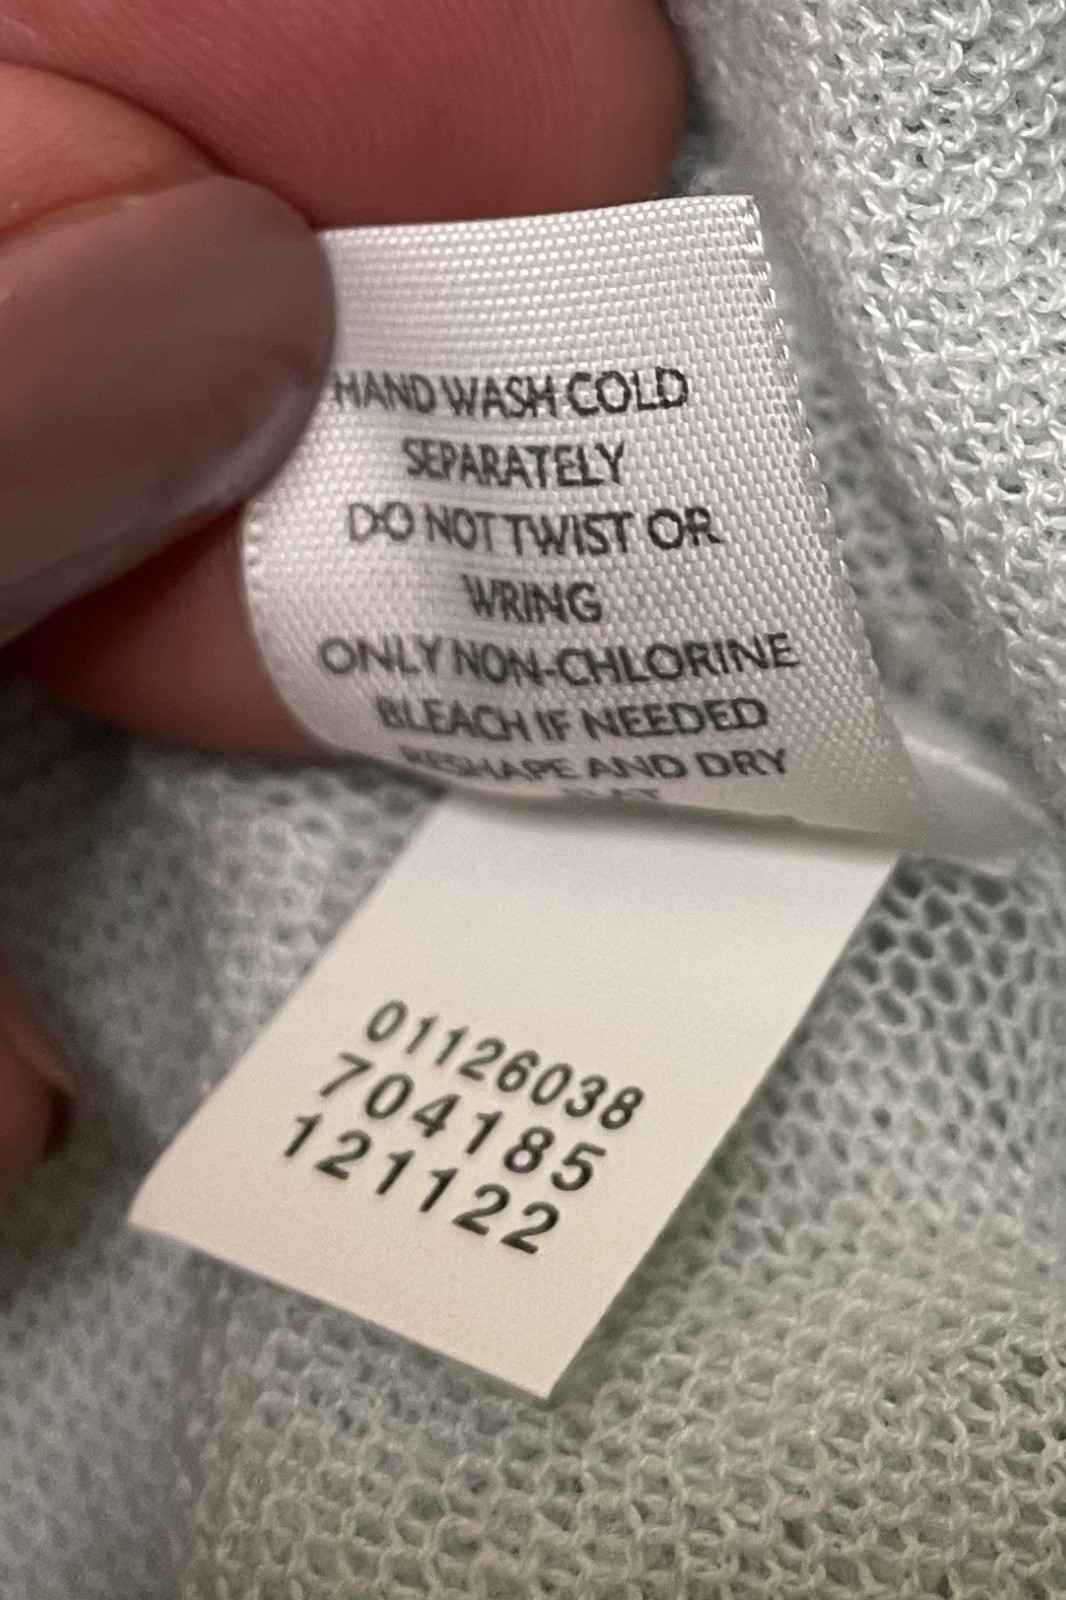 HAND WASH COLD
SEPARATELY
DO NOT TWIST OR
WRING
ONLY NON-CHLORINE
BLEACH IF NEEDED
RESHAPE AND DRY
FLAT
01126038
704185
121122